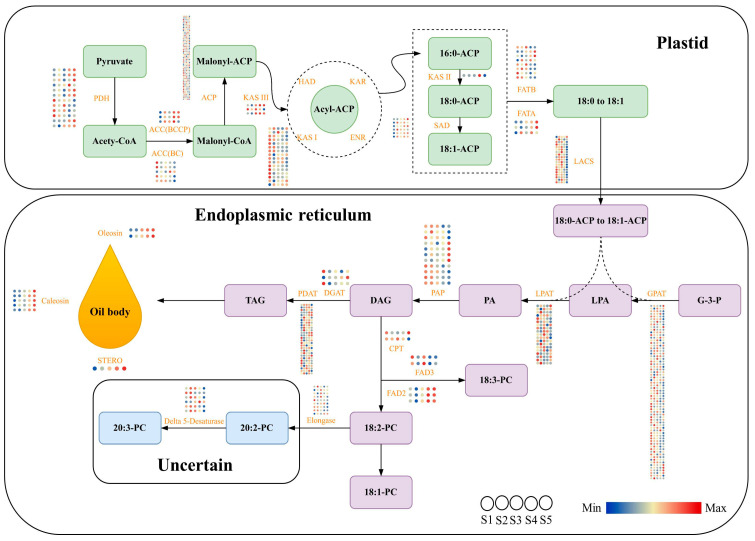 Plastid
Pyruvate
PDH
Acety-CoA
ACC(BCCP)
ACC(BC)
Malonyl-ACP
ACP
KAS III
Malonyl-CoA
HAD
KAR
Acyl-ACP
KAS I
ENR
16:0-ACP
KAS II
18:0-ACP
SAD
18:1-ACP
FATB
FATA
18:0 to 18:1
LACS
Endoplasmic reticulum
18:0-ACP to 18:1-ACP
Oleosin
Caleosin
Oil body
STERO
TAG
PDAT
DGAT
DAG
PAP
PA
LPAT
LPA
GPAT
G-3-P
CPT
FAD3
18:3-PC
FAD2
20:3-PC
Delta 5-Desaturase
20:2-PC
Elongase
18:2-PC
Uncertain
18:1-PC
S1 S2 S3 S4 S5
Min
Max